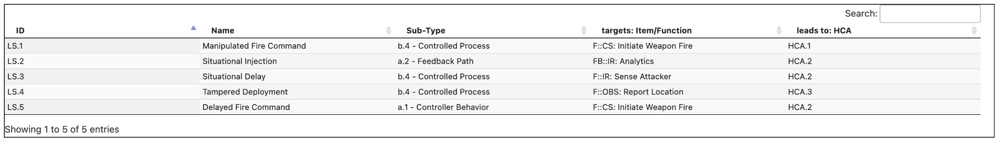 Search:
ID Name Sub-Type targets: Item/Function leads to: HCA
LS.1 Manipulated Fire Command b.4 - Controlled Process F::CS: Initiate Weapon Fire HCA.1
LS.2 Situational Injection a.2 - Feedback Path FB::IR: Analytics HCA.2
LS.3 Situational Delay b.4 - Controlled Process F::IR: Sense Attacker HCA.2
LS.4 Tampered Deployment b.4 - Controlled Process F::OBS: Report Location HCA.3
LS.5 Delayed Fire Command a.1 - Controller Behavior F::CS: Initiate Weapon Fire HCA.2
Showing 1 to 5 of 5 entries